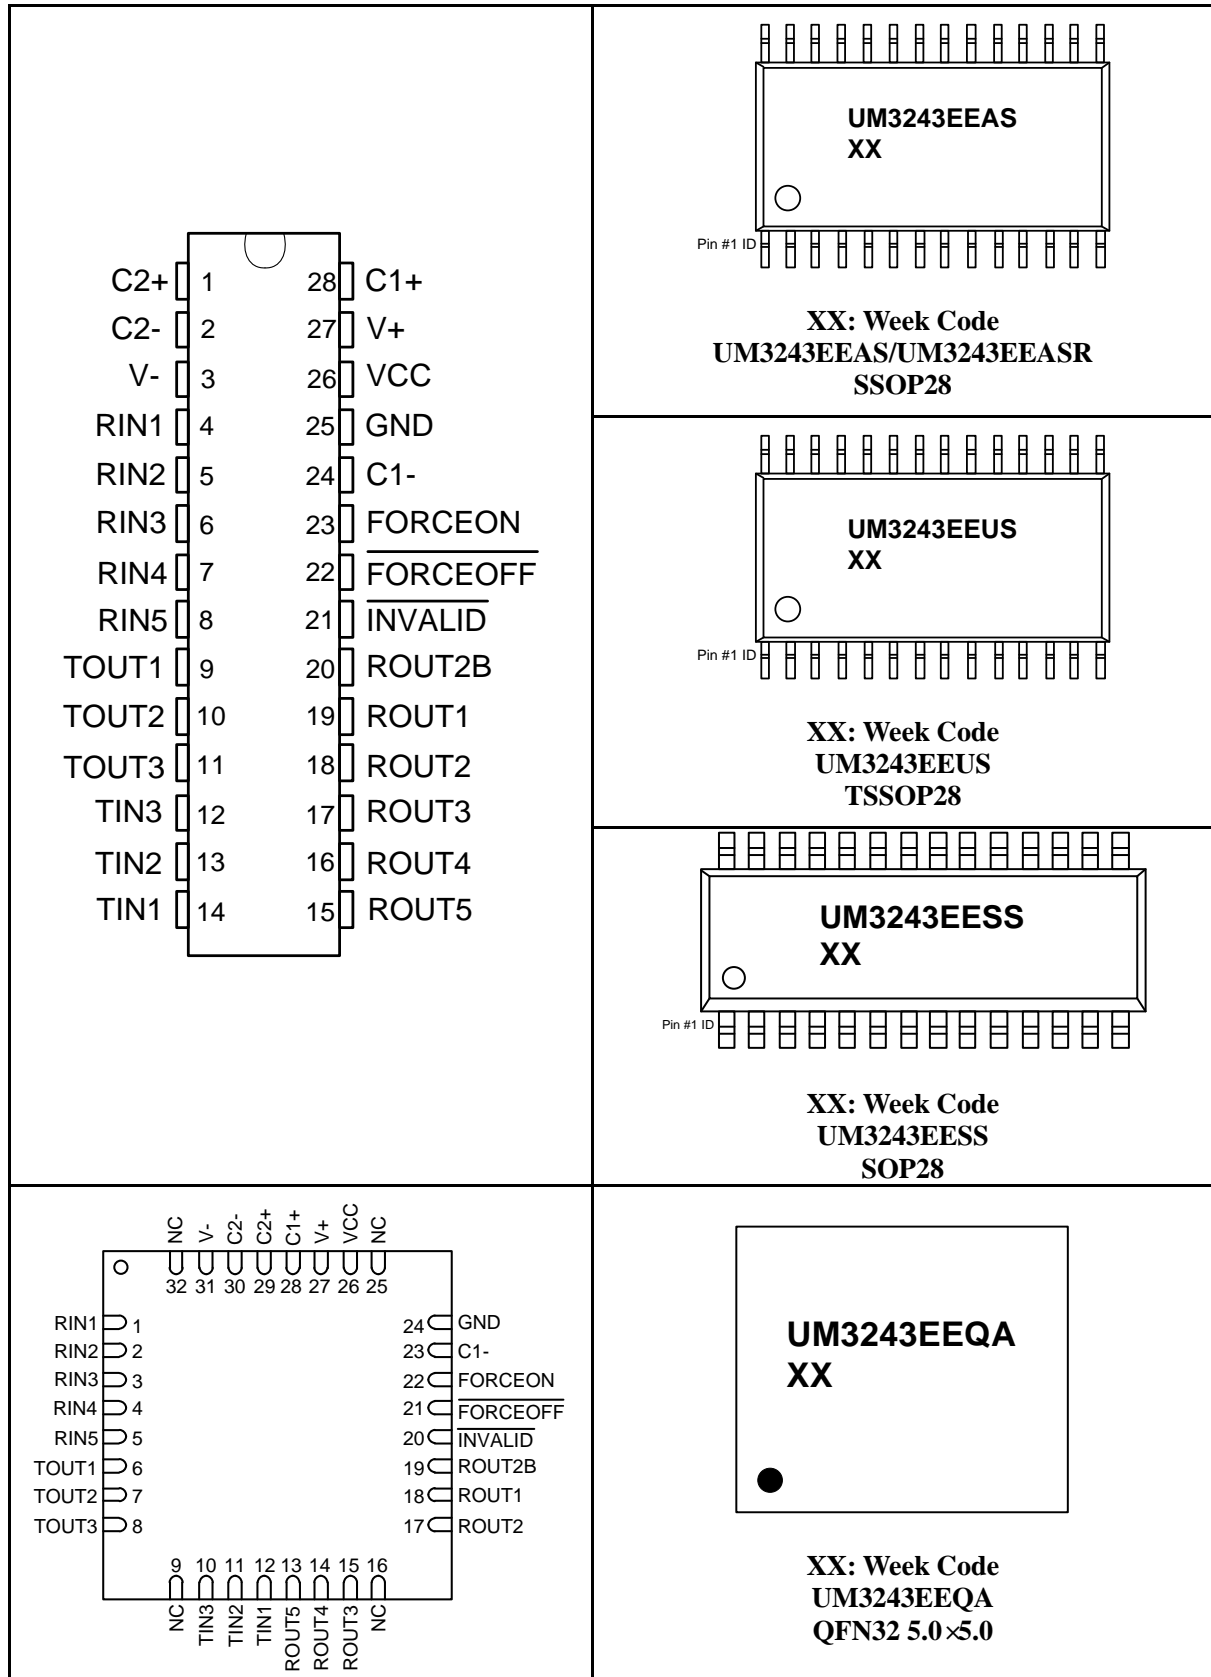 C2+ 1 28 C1+
C2- 2 27 V+
V- 3 26 VCC
RIN1 4 25 GND
RIN2 5 24 C1-
RIN3 6 23 FORCEON
RIN4 7 22 FORCEOFF
RIN5 8 21 INVALID
TOUT1 9 20 ROUT2B
TOUT2 10 19 ROUT1
TOUT3 11 18 ROUT2
TIN3 12 17 ROUT3
TIN2 13 16 ROUT4
TIN1 14 15 ROUT5
UM3243EEAS
XX
Pin #1 ID
XX: Week Code
UM3243EEAS/UM3243EEASR
SSOP28
UM3243EEUS
XX
Pin #1 ID
XX: Week Code
UM3243EEUS
TSSOP28
UM3243EESS
XX
Pin #1 ID
XX: Week Code
UM3243EESS
SOP28
NC V- C2- C2+ C1+ V+ VCC NC
32 31 30 29 28 27 26 25
RIN1 1 24 GND
RIN2 2 23 C1-
RIN3 3 22 FORCEON
RIN4 4 21 FORCEOFF
RIN5 5 20 INVALID
TOUT1 6 19 ROUT2B
TOUT2 7 18 ROUT1
TOUT3 8 17 ROUT2
9 10 11 12 13 14 15 16
NC TIN3 TIN2 TIN1 ROUT5 ROUT4 ROUT3 NC
UM3243EEQA
XX
XX: Week Code
UM3243EEQA
QFN32 5.0×5.0